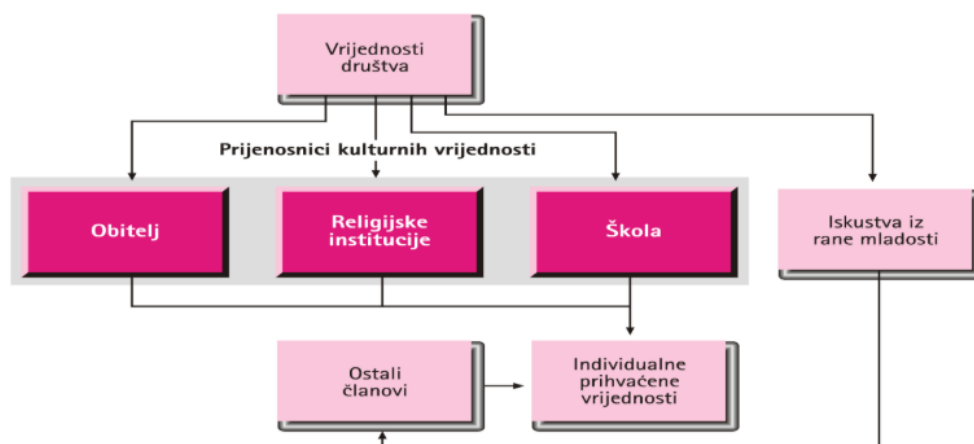 Vrijednosti
društva
Prijenosnici kulturnih vrijednosti
Obitelj
Religijske
institucije
Škola
Iskustva iz
rane mladosti
Ostali
članovi
Individualne
prihvaćene
vrijednosti